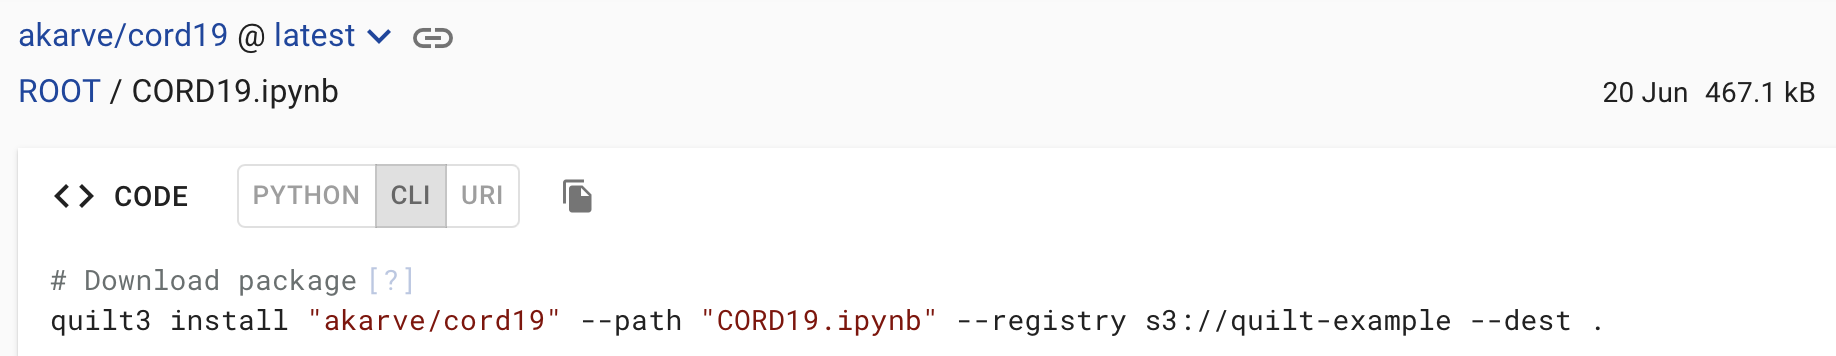 akarve/cord19 @ latest
ROOT / CORD19.ipynb 20 Jun 467.1 kB
<> CODE PYTHON CLI URI
# Download package [?]
quilt3 install "akarve/cord19" --path "CORD19.ipynb" --registry s3://quilt-example --dest .